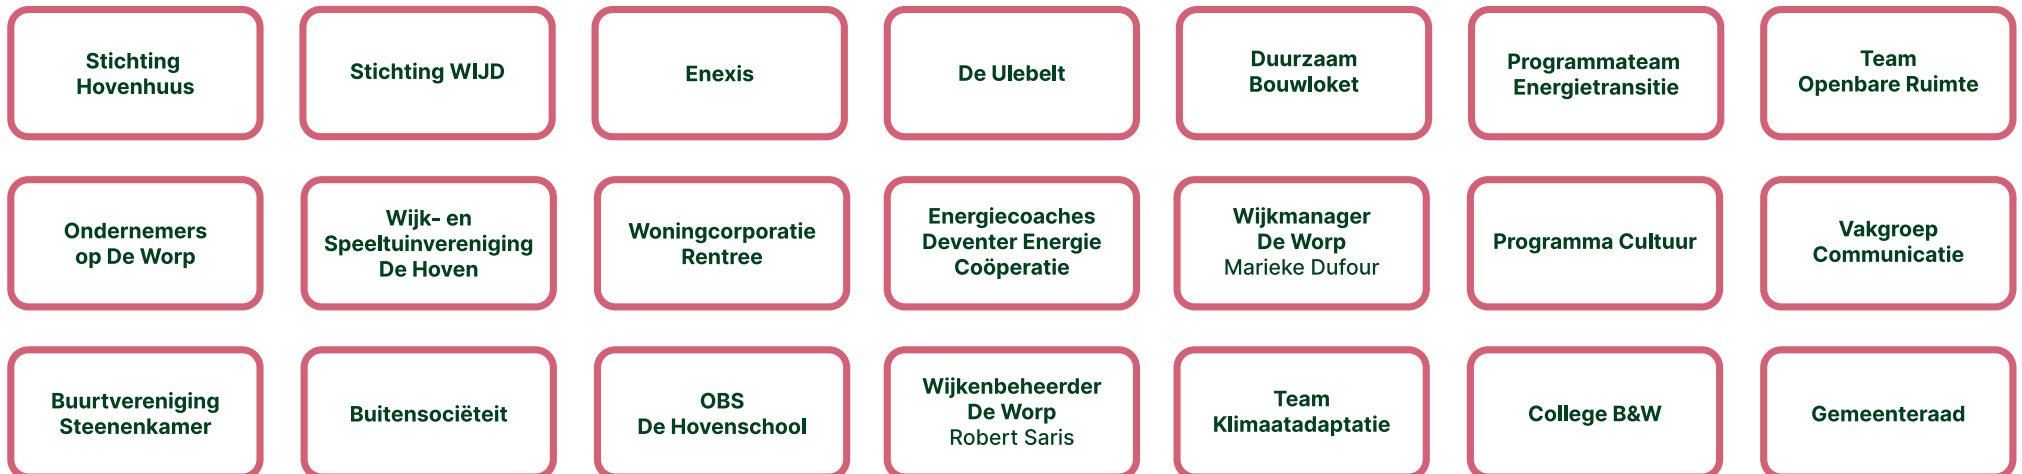 Stichting
Hovenhuus
Stichting WIJD
Enexis
De Ulebelt
Duurzaam
Bouwloket
Programmateam
Energietransitie
Team
Openbare Ruimte
Ondernemers
op De Worp
Wijk- en
Speeltuinvereniging
De Hoven
Woningcorporatie
Rentree
Energiecoaches
Deventer Energie
Coöperatie
Wijkmanager
De Worp
Marieke Dufour
Programma Cultuur
Vakgroep
Communicatie
Buurtvereniging
Steenenkamer
Buitensociëteit
OBS
De Hovenschool
Wijkenbeheerder
De Worp
Robert Saris
Team
Klimaatadaptatie
College B&W
Gemeenteraad